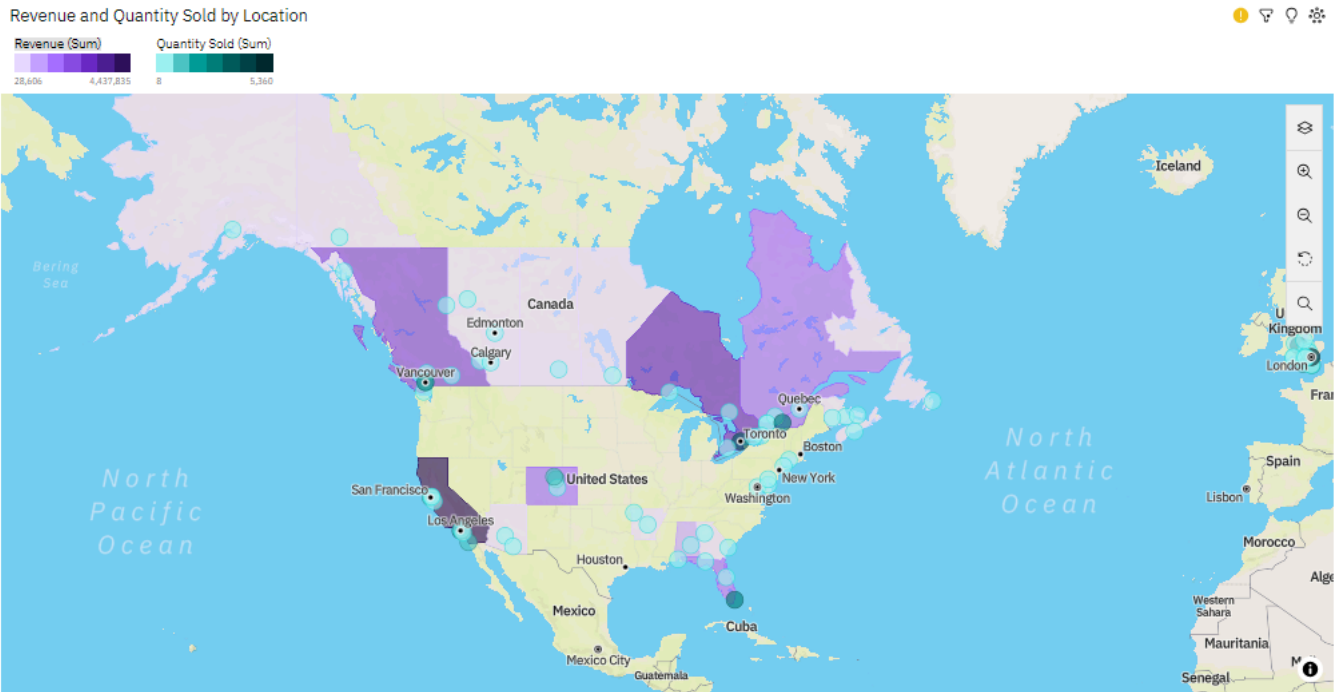 Revenue and Quantity Sold by Location
Revenue (Sum)
Quantity Sold (Sum)
28,606
4,437,835
8
5,360
Iceland
Bering
Sea
Canada
Edmonton
Calgary
Vancouver
U
Kingdom
London
Quebec
Toronto
Boston
New York
Washington
United States
San Francisco
Los Angeles
Houston
North
Pacific
Ocean
North
Atlantic
Ocean
Fran
Spain
Lisbon
Morocco
Alge
Western
Sahara
Mauritania
M
Senegal
Mexico
Mexico City
Cuba
Guatemala